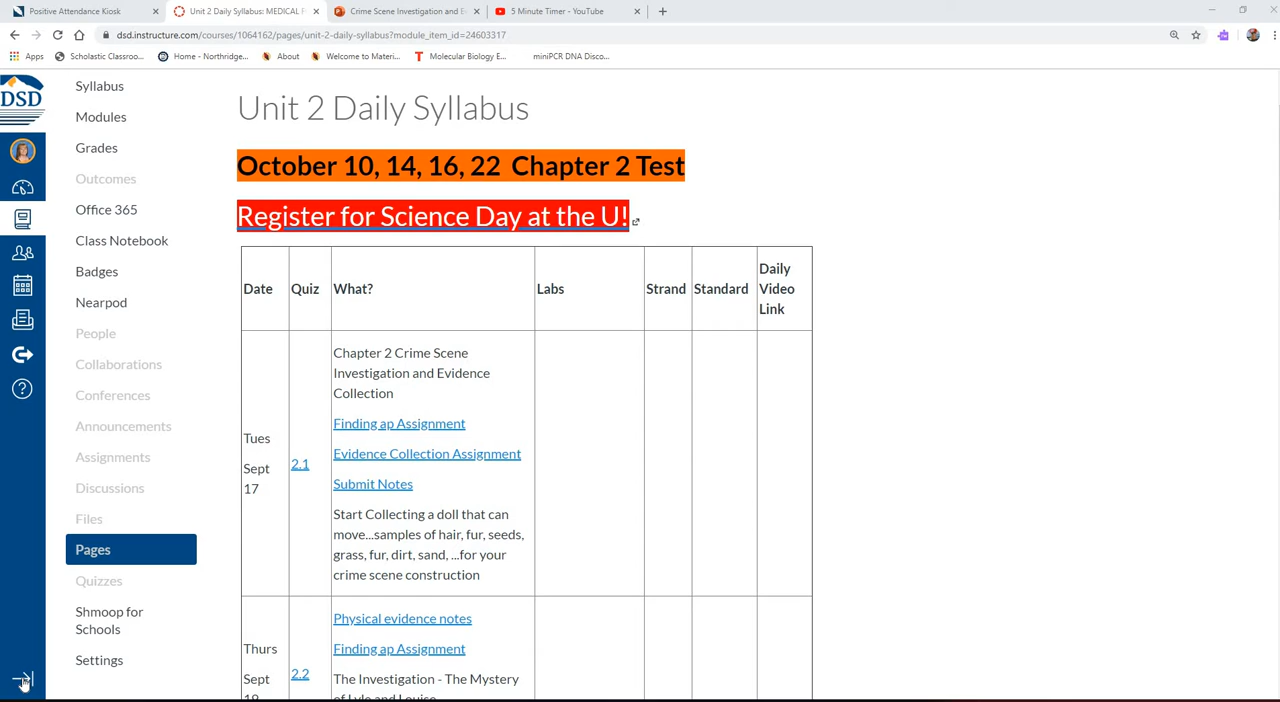 Positive Attendance Kiosk
Unit 2 Daily Syllabus: MEDICAL F
Crime Scene Investigation and E
5 Minute Timer - YouTube
dsd.instructure.com/courses/1064162/pages/unit-2-daily-syllabus?module_item_id=24603317
Apps
Scholastic Classroo...
Home - Northridge...
About
Welcome to Materi...
Molecular Biology E...
miniPCR DNA Disco...
DSD
Syllabus
Modules
Grades
Outcomes
Office 365
Class Notebook
Badges
Nearpod
People
Collaborations
Conferences
Announcements
Assignments
Discussions
Files
Pages
Quizzes
Shmoop for
Schools
Settings
Unit 2 Daily Syllabus
October 10, 14, 16, 22 Chapter 2 Test
Register for Science Day at the U!
Date
Quiz
What?
Labs
Strand
Standard
Daily
Video
Link
Tues
Sept
17
2.1
Chapter 2 Crime Scene
Investigation and Evidence
Collection
Finding ap Assignment
Evidence Collection Assignment
Submit Notes
Start Collecting a doll that can
move...samples of hair, fur, seeds,
grass, fur, dirt, sand, ...for your
crime scene construction
Thurs
Sept
19
2.2
Physical evidence notes
Finding ap Assignment
The Investigation - The Mystery
of Lyle and Louise